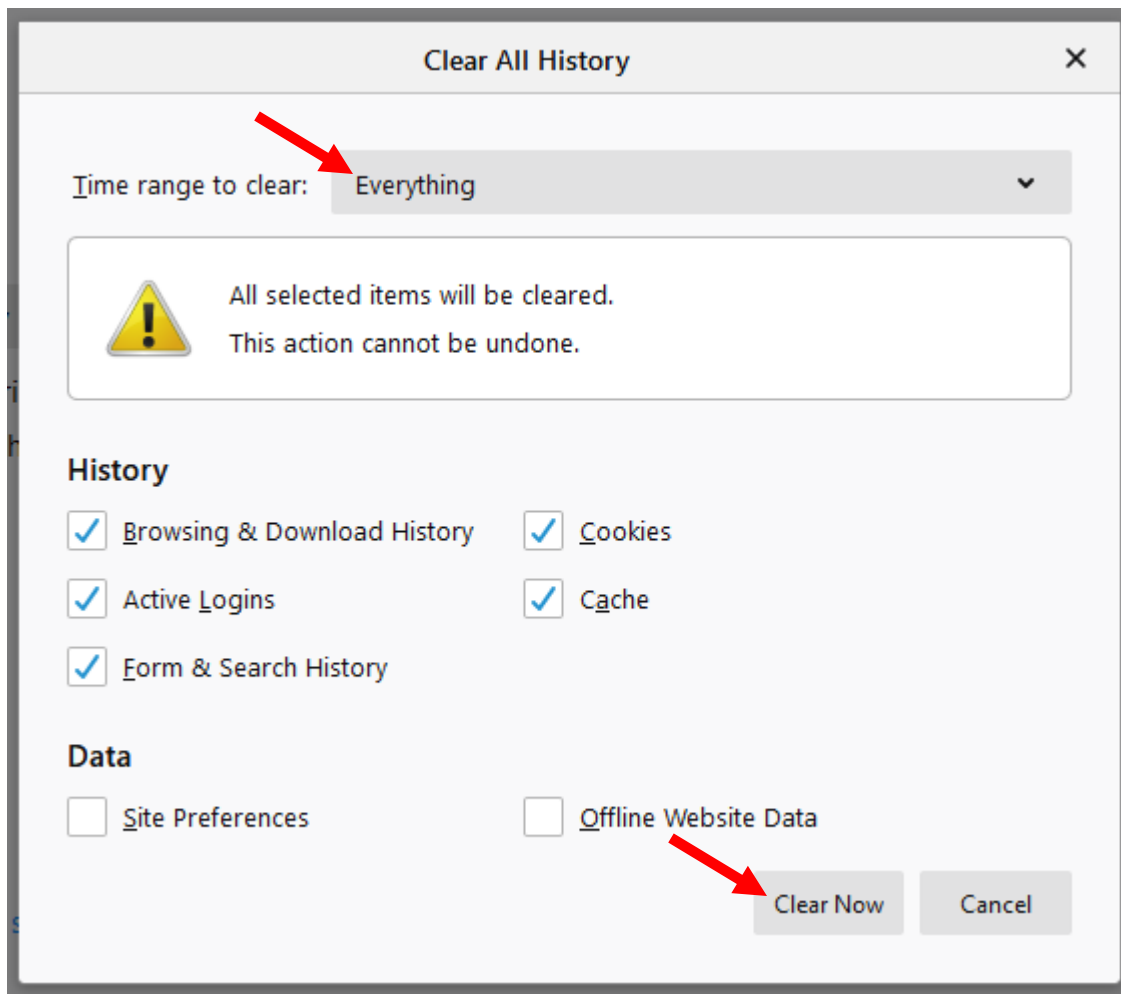 Clear All History
Time range to clear: Everything
All selected items will be cleared.
This action cannot be undone.
History
Browsing & Download History Cookies
Active Logins Cache
Form & Search History
Data
Site Preferences Offline Website Data
Clear Now Cancel